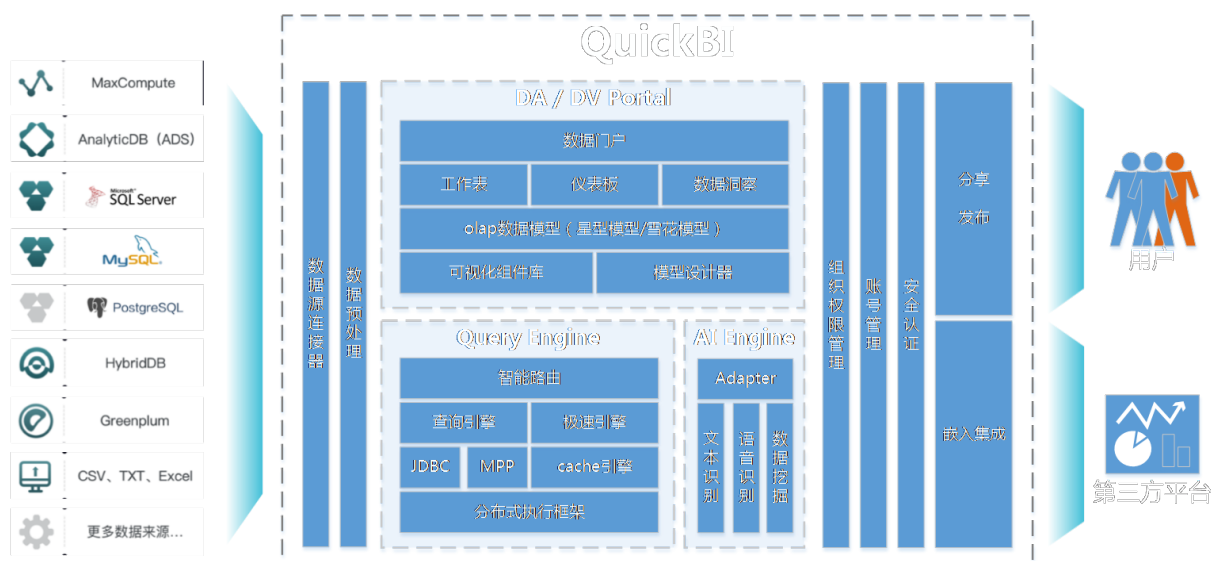 QuickBI
MaxCompute
AnalyticDB（ADS）
Microsoft
SQL Server
MySQL
PostgreSQL
HybridDB
Greenplum
CSV、TXT、Excel
更多数据来源...
数据源连接器
数据预处理
DA / DV Portal
数据门户
工作表
仪表板
数据洞察
olap数据模型（星型模型/雪花模型）
可视化组件库
模型设计器
Query Engine
智能路由
查询引擎
极速引擎
JDBC
MPP
cache引擎
分布式执行框架
AI Engine
Adapter
文本识别
语音识别
数据挖掘
组织权限管理
账号管理
安全认证
分享
发布
嵌入集成
用户
第三方平台